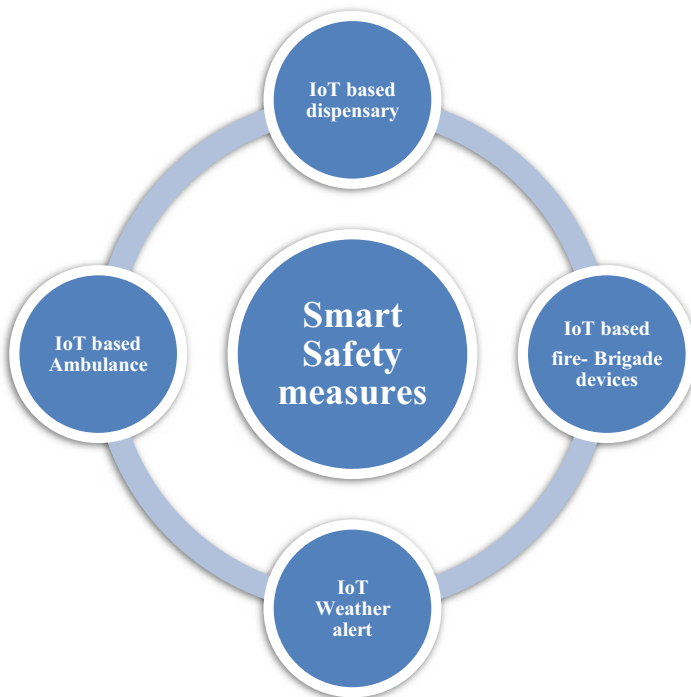 IoT based
dispensary
Smart
Safety
measures
IoT based
Ambulance
IoT based
fire- Brigade
devices
IoT
Weather
alert